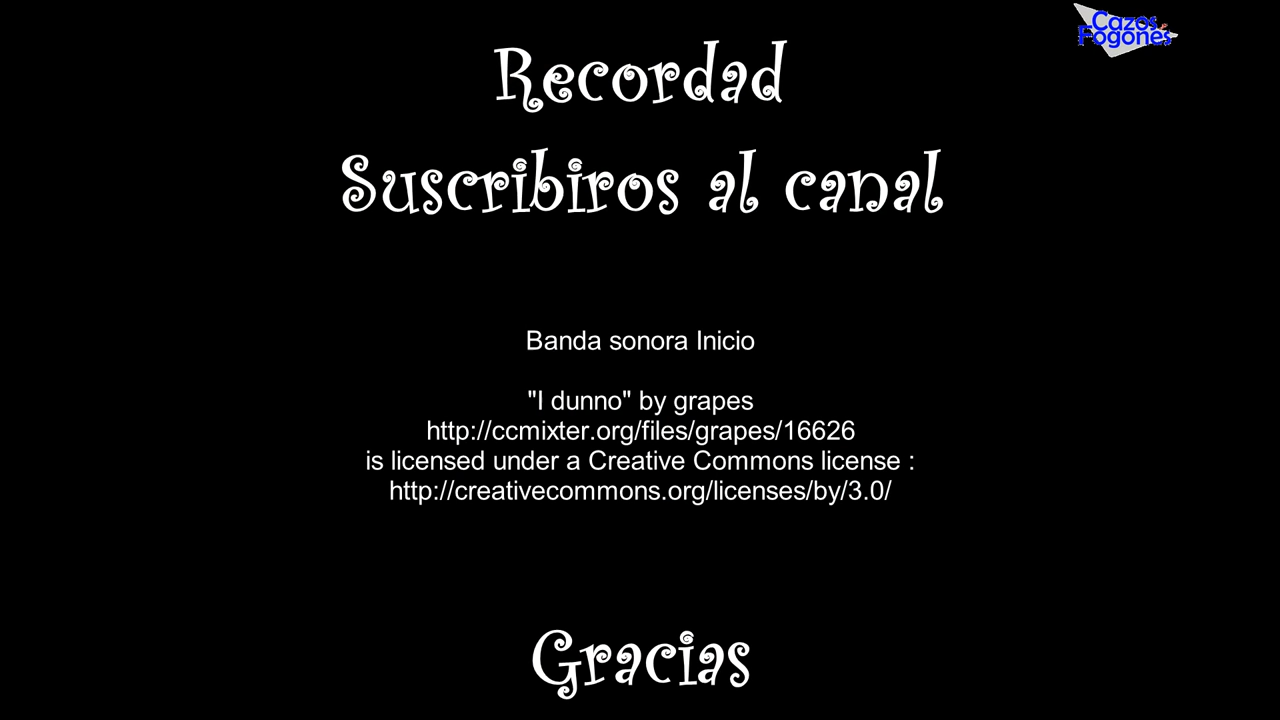 Cazos
Fogones
Recordad
Suscribiros al canal
Banda sonora Inicio
"I dunno" by grapes
http://ccmixter.org/files/grapes/16626
is licensed under a Creative Commons license :
http://creativecommons.org/licenses/by/3.0/
Gracias